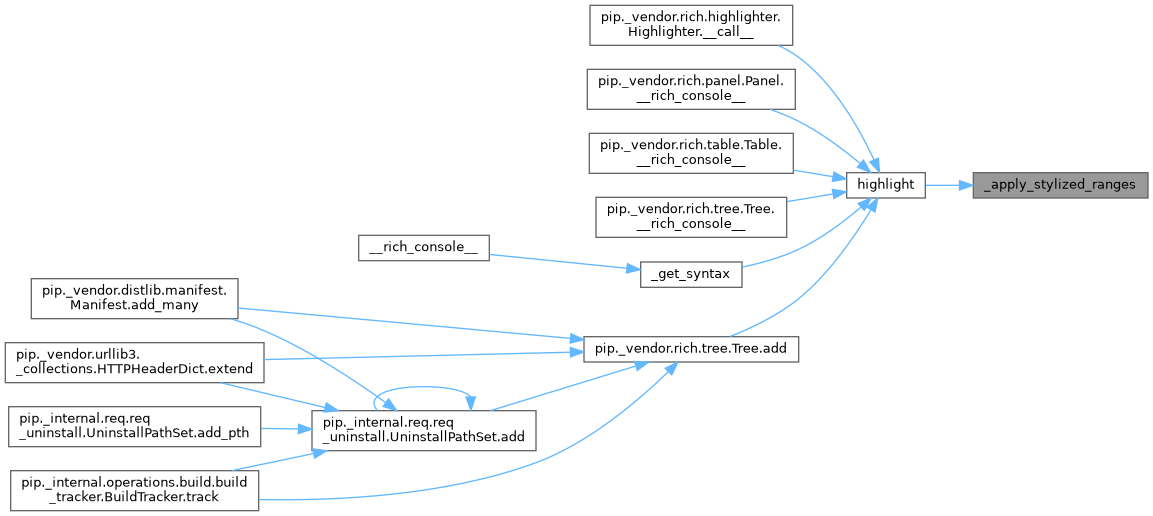 pip._vendor.rich.highlighter.
Highlighter.__call__
pip._vendor.rich.panel.Panel.
__rich_console__
pip._vendor.rich.table.Table.
__rich_console__
highlight
_apply_stylized_ranges
pip._vendor.rich.tree.Tree.
__rich_console__
__rich_console__
_get_syntax
pip._vendor.distlib.manifest.
Manifest.add_many
pip._vendor.rich.tree.Tree.add
pip._vendor.urllib3.
_collections.HTTPHeaderDict.extend
pip._internal.req.req
_uninstall.UninstallPathSet.add_pth
pip._internal.req.req
_uninstall.UninstallPathSet.add
pip._internal.operations.build.build
_tracker.BuildTracker.track